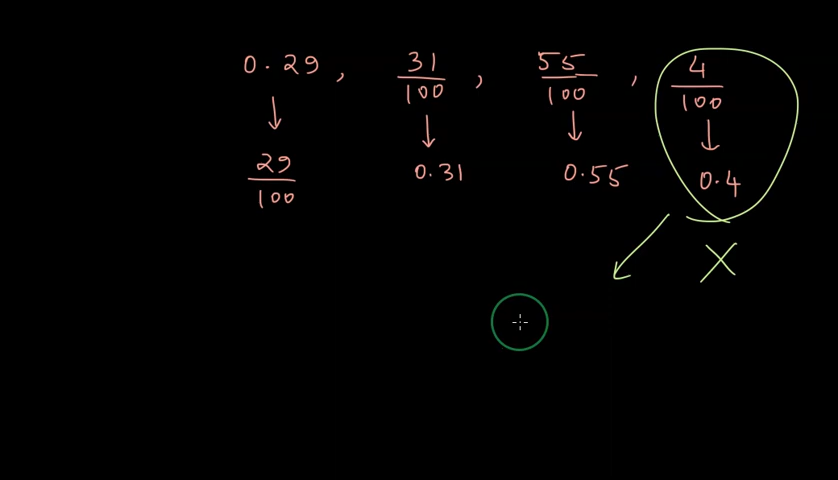 0.29, 31/100, 55/100, 4/100
↓ ↓ ↓ ↓
29/100 0.31 0.55 0.4
X